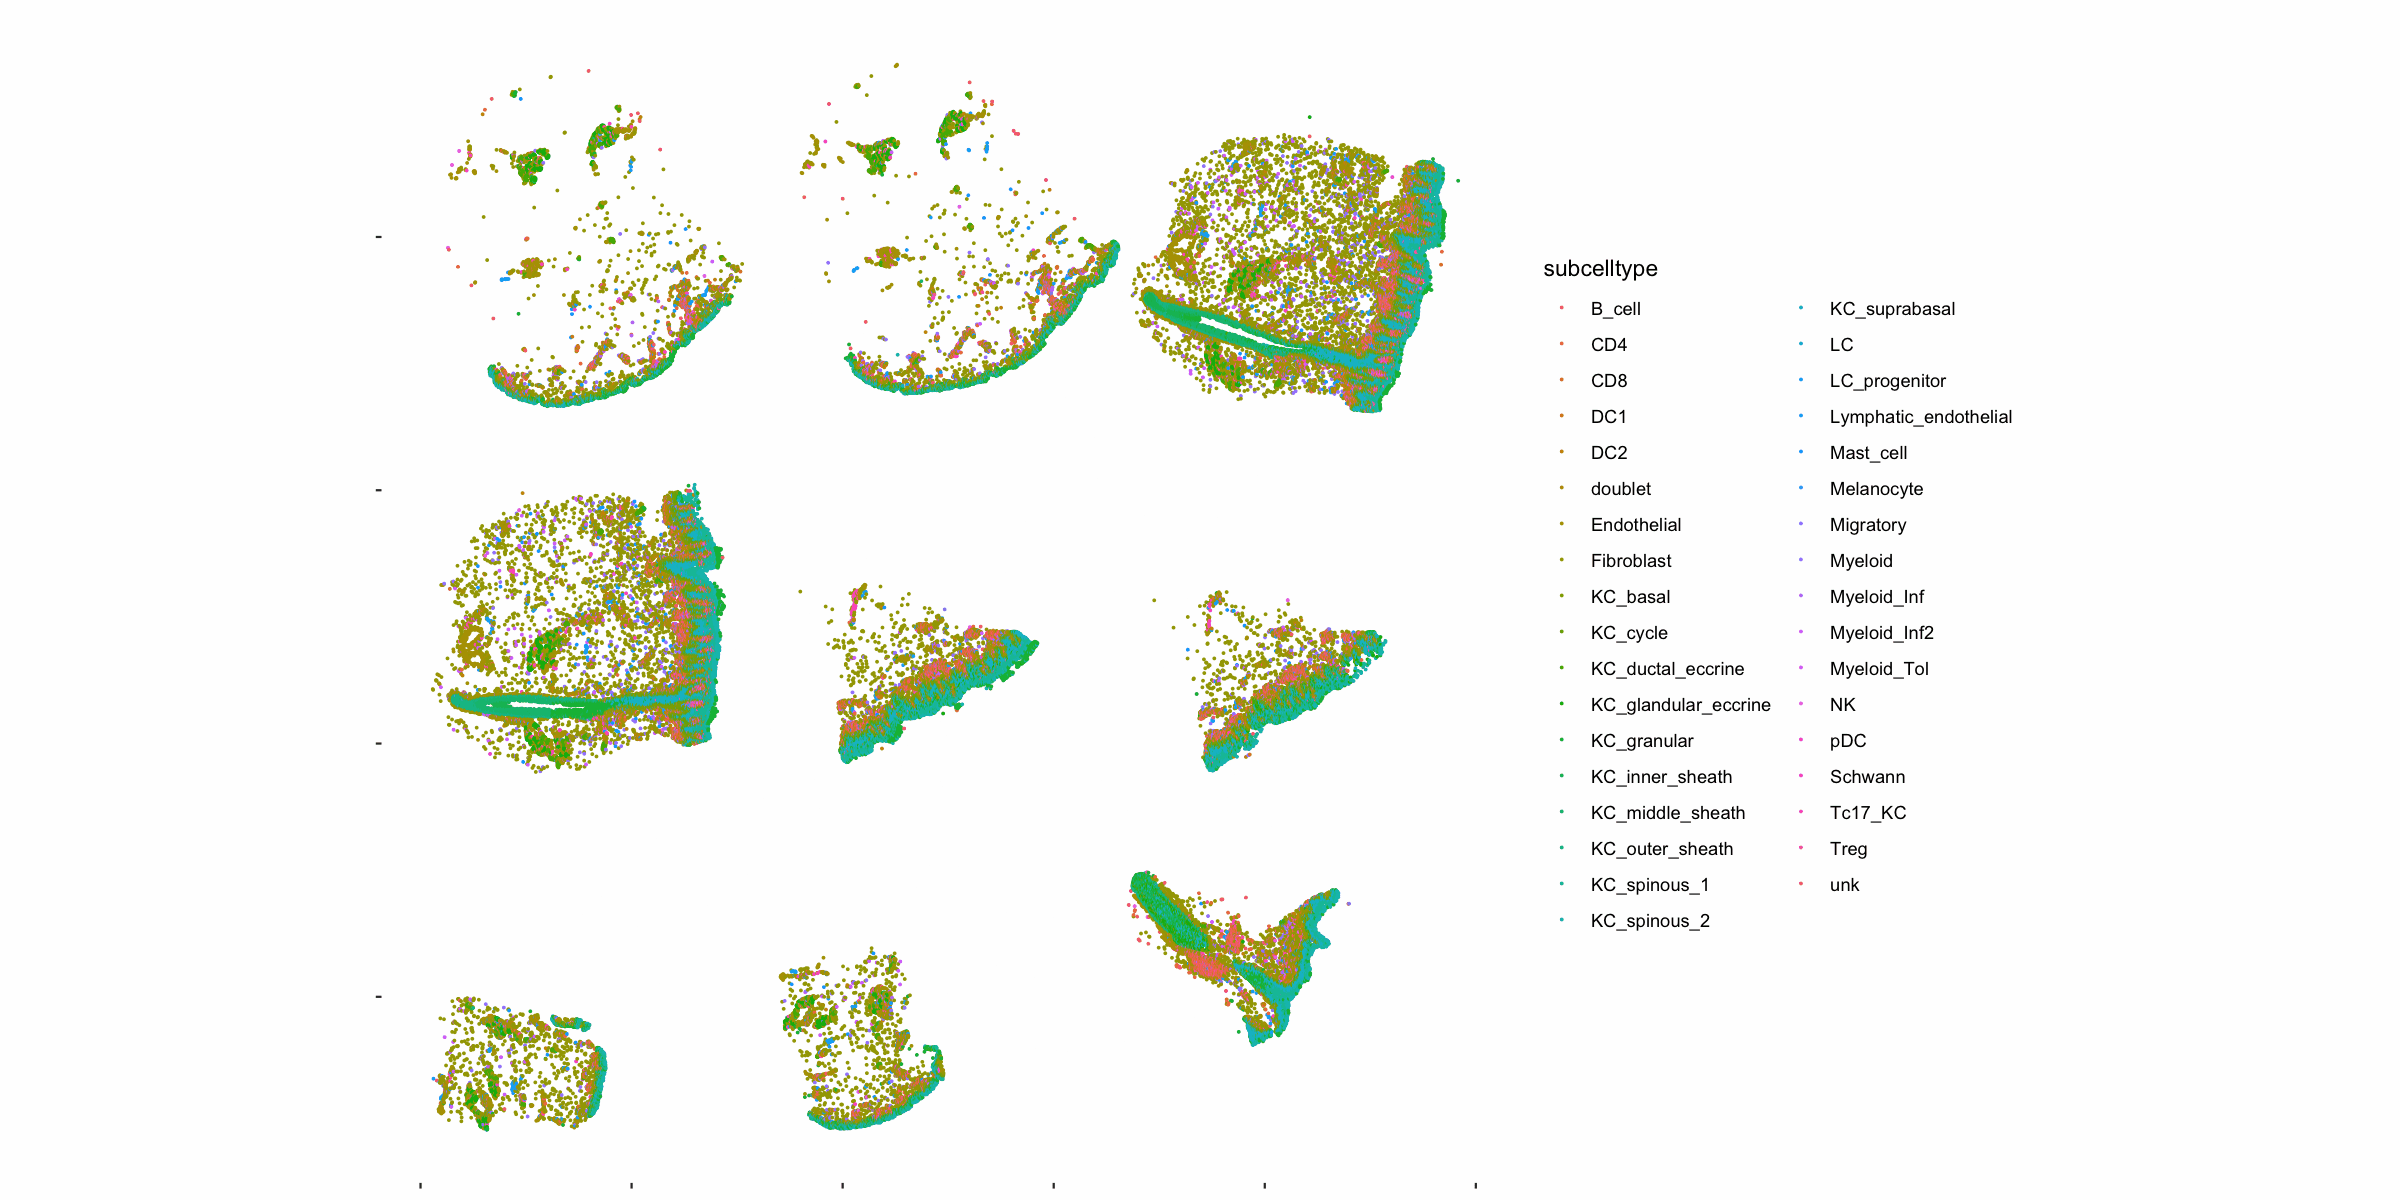 subcelltype
B_cell
CD4
CD8
DC1
DC2
doublet
Endothelial
Fibroblast
KC_basal
KC_cycle
KC_ductal_eccrine
KC_glandular_eccrine
KC_granular
KC_inner_sheath
KC_middle_sheath
KC_outer_sheath
KC_spinous_1
KC_spinous_2
KC_suprabasal
LC
LC_progenitor
Lymphatic_endothelial
Mast_cell
Melanocyte
Migratory
Myeloid
Myeloid_Inf
Myeloid_Inf2
Myeloid_Tol
NK
pDC
Schwann
Tc17_KC
Treg
unk